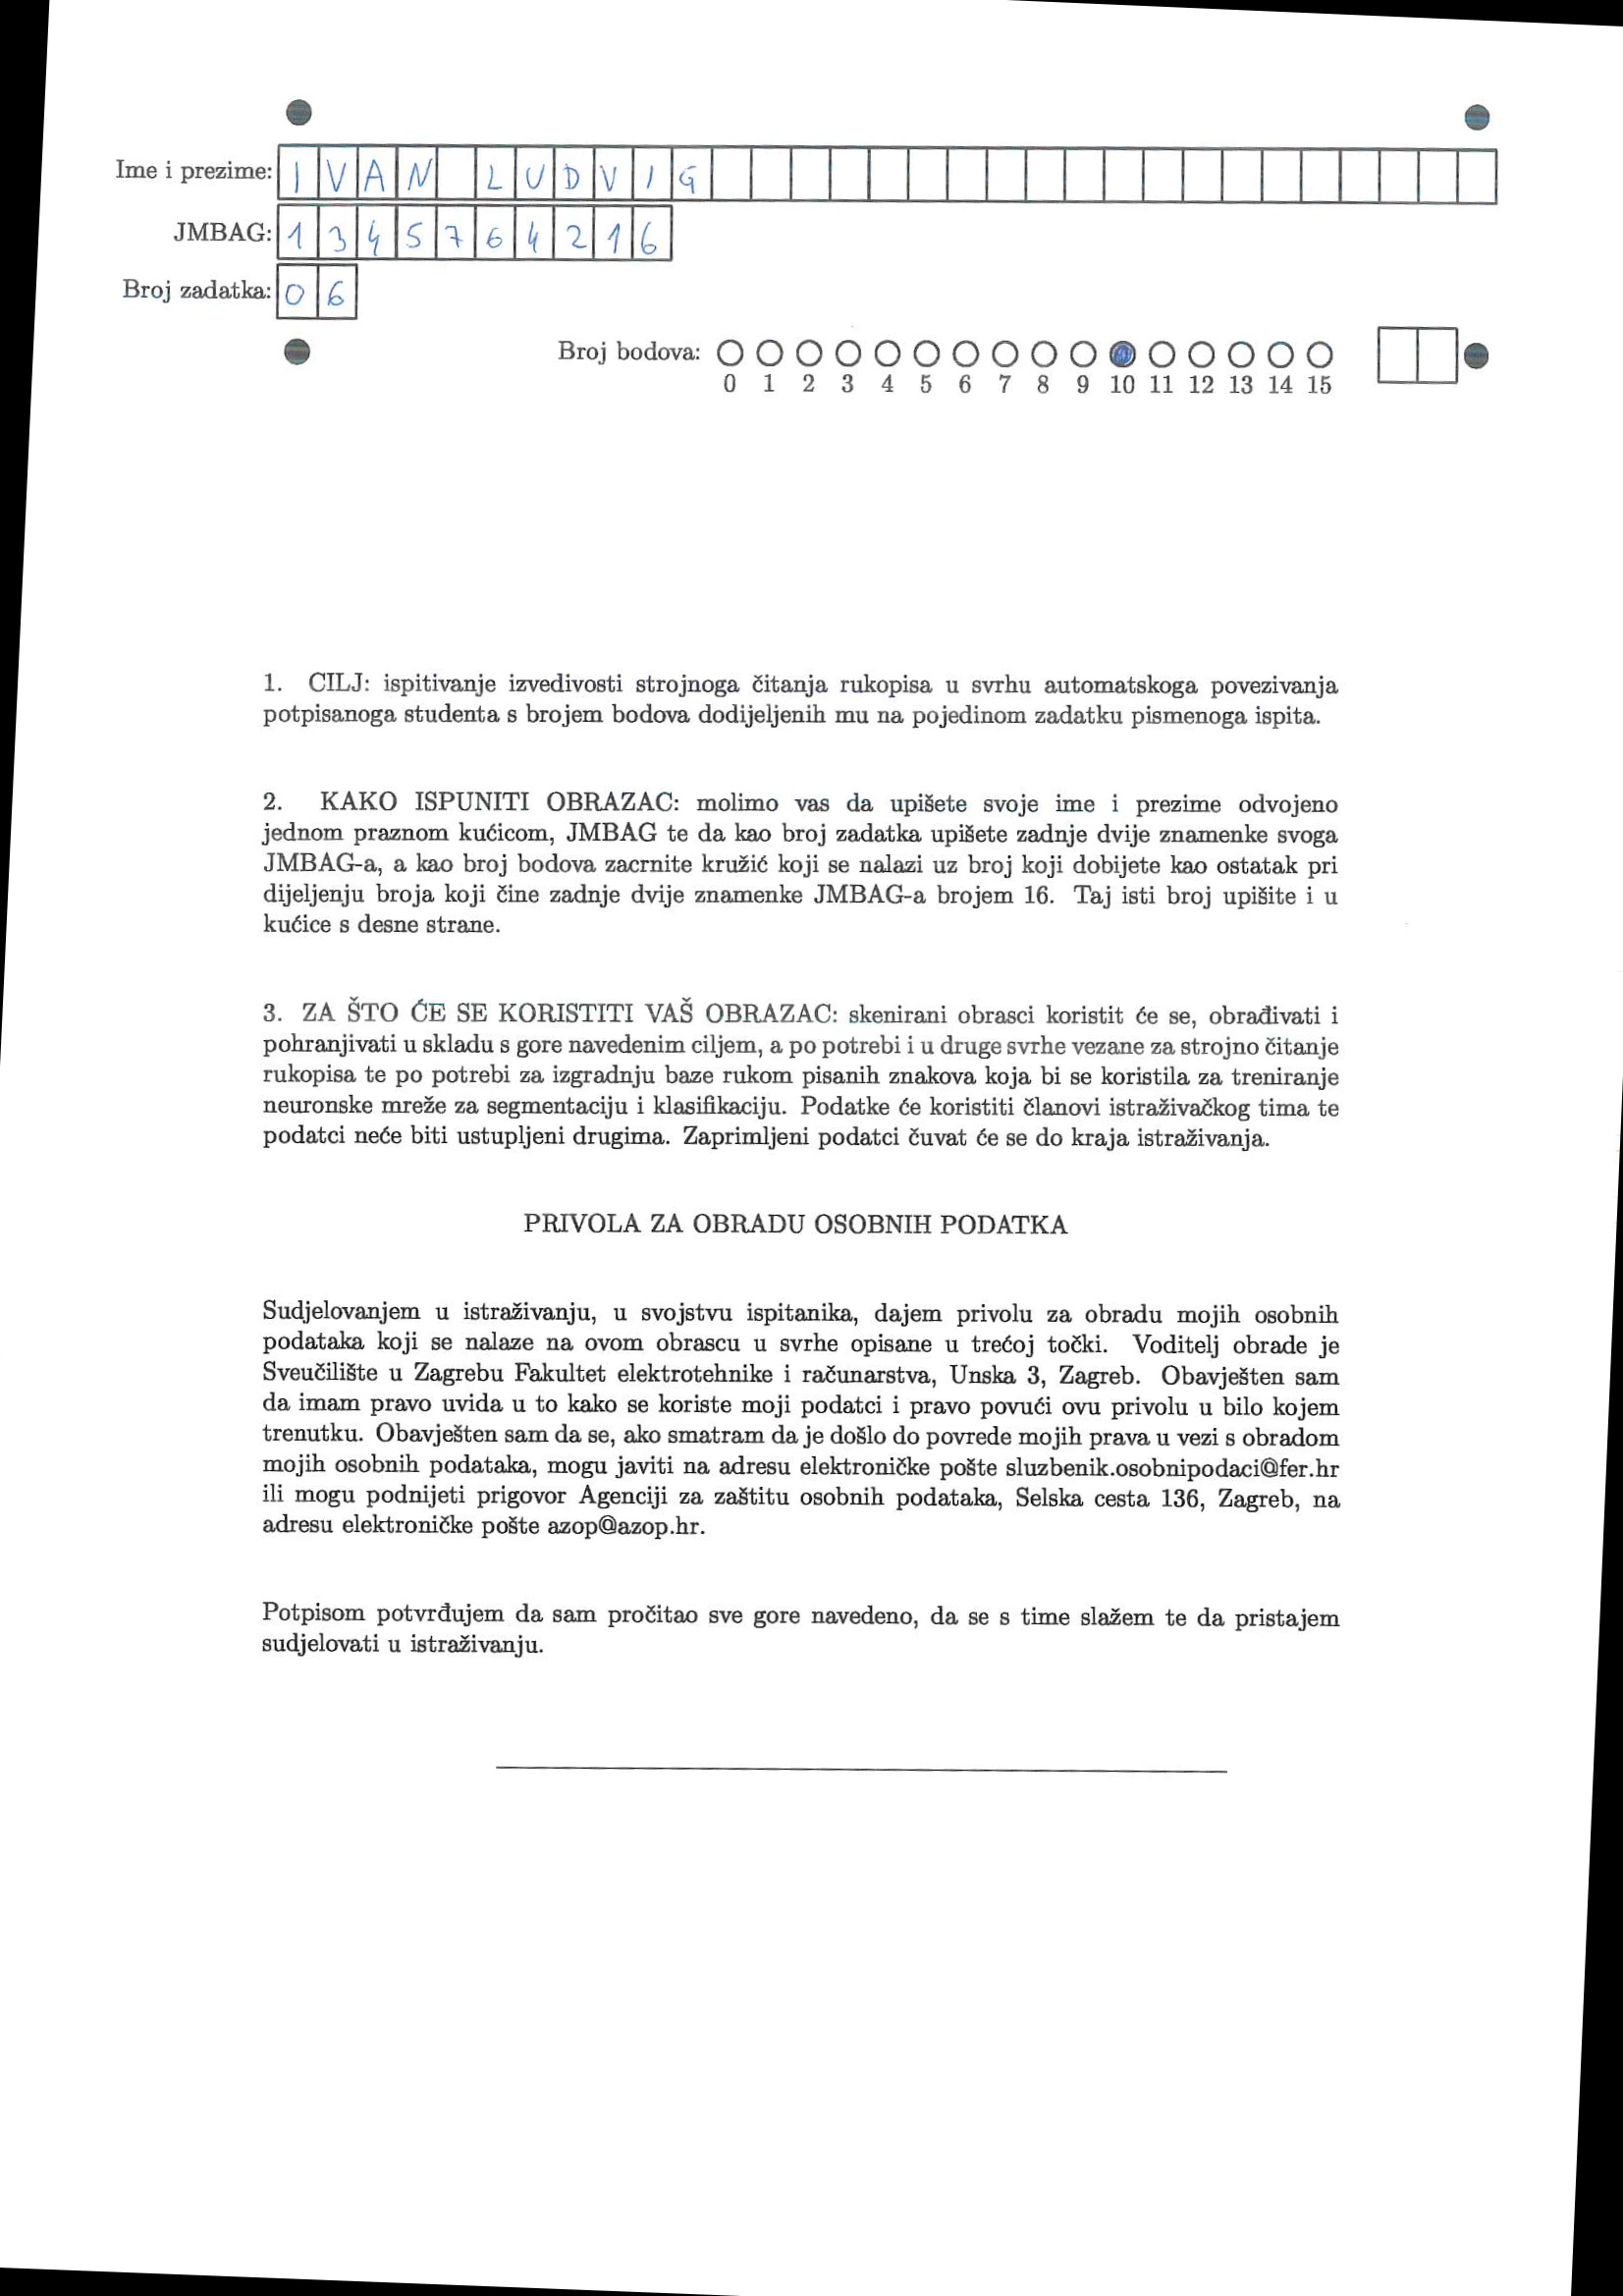 Ime i prezime: IVAN LUDVIG
JMBAG: 1345764216
Broj zadatka: 06
Broj bodova:
0 1 2 3 4 5 6 7 8 9 10 11 12 13 14 15
1. CILJ: ispitivanje izvedivosti strojnoga čitanja rukopisa u svrhu automatskoga povezivanja
potpisanoga studenta s brojem bodova dodijeljenih mu na pojedinom zadatku pismenoga ispita.
2. KAKO ISPUNITI OBRAZAC: molimo vas da upišete svoje ime i prezime odvojeno
jednom praznom kućicom, JMBAG te da kao broj zadatka upišete zadnje dvije znamenke svoga
JMBAG-a, a kao broj bodova zacrnite kružić koji se nalazi uz broj koji dobijete kao ostatak pri
dijeljenju broja koji čine zadnje dvije znamenke JMBAG-a brojem 16. Taj isti broj upišite i u
kućice s desne strane.
3. ZA ŠTO ĆE SE KORISTITI VAŠ OBRAZAC: skenirani obrasci koristit će se, obrađivati i
pohranjivati u skladu s gore navedenim ciljem, a po potrebi i u druge svrhe vezane za strojno čitanje
rukopisa te po potrebi za izgradnju baze rukom pisanih znakova koja bi se koristila za treniranje
neuronske mreže za segmentaciju i klasifikaciju. Podatke će koristiti članovi istraživačkog tima te
podatci neće biti ustupljeni drugima. Zaprimljeni podatci čuvat će se do kraja istraživanja.
PRIVOLA ZA OBRADU OSOBNIH PODATKA
Sudjelovanjem u istraživanju, u svojstvu ispitanika, dajem privolu za obradu mojih osobnih
podataka koji se nalaze na ovom obrascu u svrhe opisane u trećoj točki. Voditelj obrade je
Sveučilište u Zagrebu Fakultet elektrotehnike i računarstva, Unska 3, Zagreb. Obavješten sam
da imam pravo uvida u to kako se koriste moji podatci i pravo povući ovu privolu u bilo kojem
trenutku. Obavješten sam da se, ako smatram da je došlo do povrede mojih prava u vezi s obradom
mojih osobnih podataka, mogu javiti na adresu elektroničke pošte sluzbenik.osobnipodaci@fer.hr
ili mogu podnijeti prigovor Agenciji za zaštitu osobnih podataka, Selska cesta 136, Zagreb, na
adresu elektroničke pošte azop@azop.hr.
Potpisom potvrđujem da sam pročitao sve gore navedeno, da se s time slažem te da pristajem
sudjelovati u istraživanju.